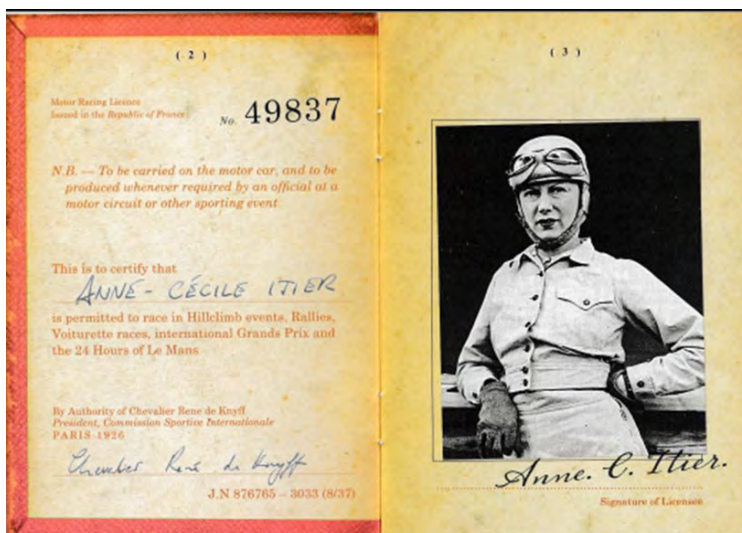 ( 2 )
Motor Racing Licence
Issued in the Republic of France:
No. 49837
N.B. — To be carried on the motor car, and to be
produced whenever required by an official at a
motor circuit or other sporting event
This is to certify that
ANNE-CÉCILE ITIER
is permitted to race in Hillclimb events, Rallies,
Voiturette races, international Grands Prix and
the 24 Hours of Le Mans
By Authority of Chevalier Rene de Knyff
President, Commission Sportice Internationale
PARIS 1926
Chevalier René de Knyff
J.N 876765 – 3033 (8/37)
( 3 )
Anne. C. Itier.
Signature of Licensee